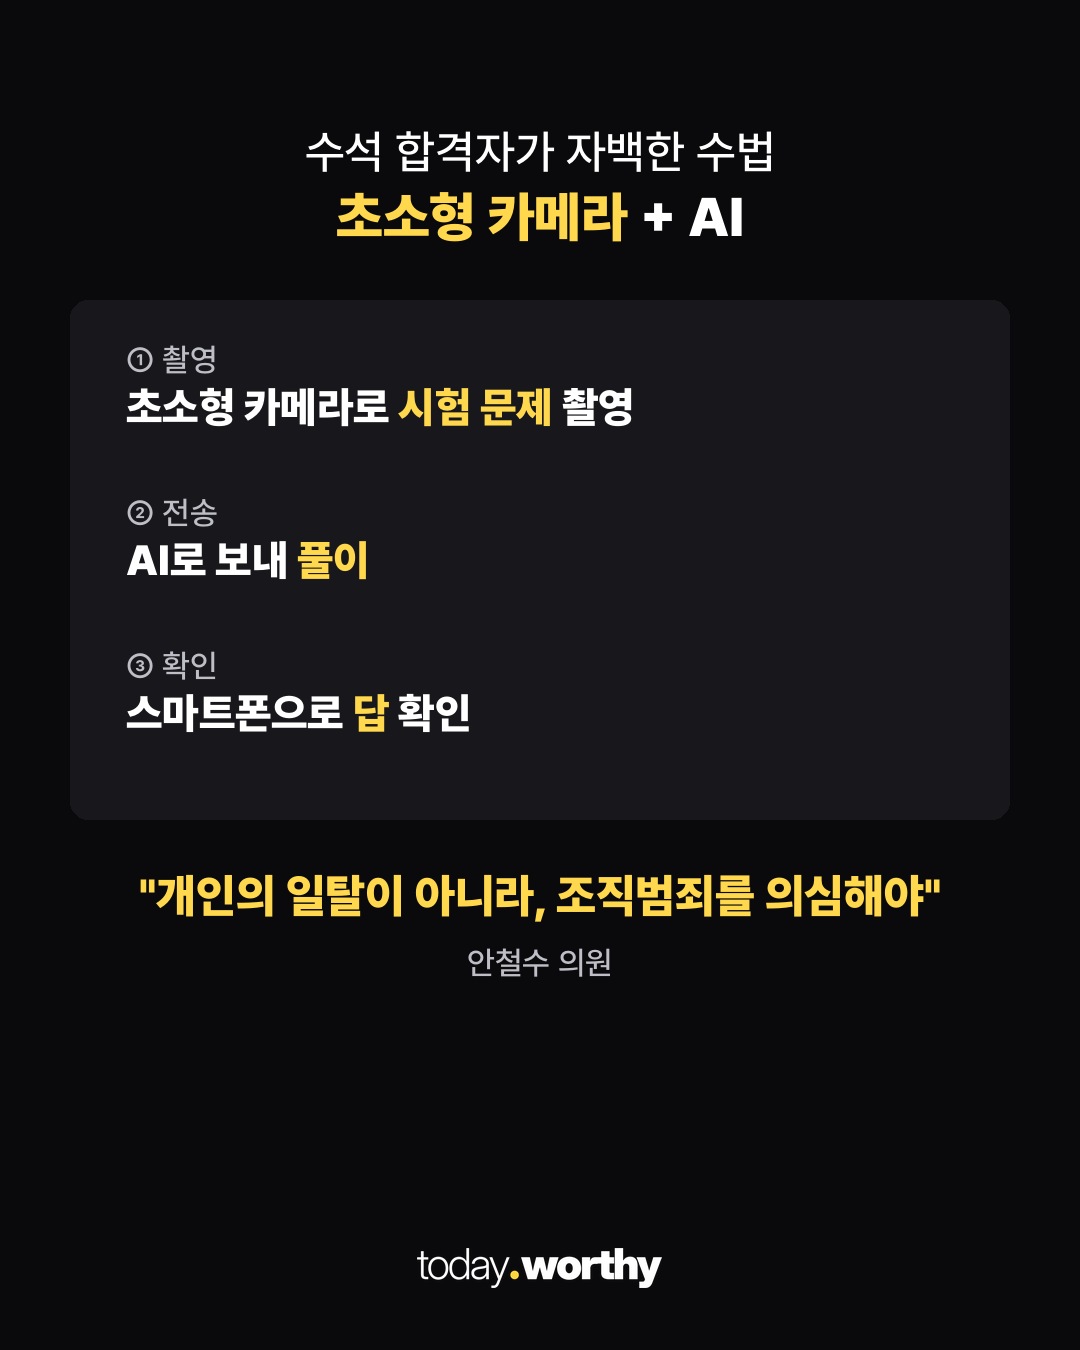 수석 합격자가 자백한 수법
초소형 카메라 + AI
① 촬영
초소형 카메라로 시험 문제 촬영
② 전송
AI로 보내 풀이
③ 확인
스마트폰으로 답 확인
"개인의 일탈이 아니라, 조직범죄를 의심해야"
안철수 의원
today.worthy